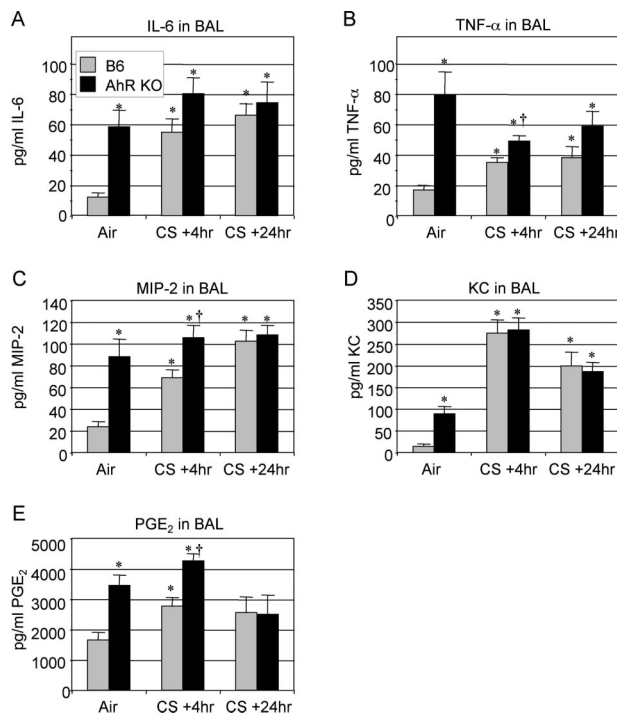 A
IL-6 in BAL
pg/ml IL-6
100
80
60
40
20
0
B6
AhR KO
*
*
*
*
*
Air
CS +4hr
CS +24hr
B
TNF-α in BAL
pg/ml TNF-α
120
100
80
60
40
20
0
*
*
*†
*
*
Air
CS +4hr
CS +24hr
C
MIP-2 in BAL
pg/ml MIP-2
140
120
100
80
60
40
20
0
*
*
*†
*
*
Air
CS +4hr
CS +24hr
D
KC in BAL
pg/ml KC
350
300
250
200
150
100
50
0
*
*
*
*
*
Air
CS +4hr
CS +24hr
E
PGE2 in BAL
pg/ml PGE2
5000
4000
3000
2000
1000
0
*
*
*†
Air
CS +4hr
CS +24hr